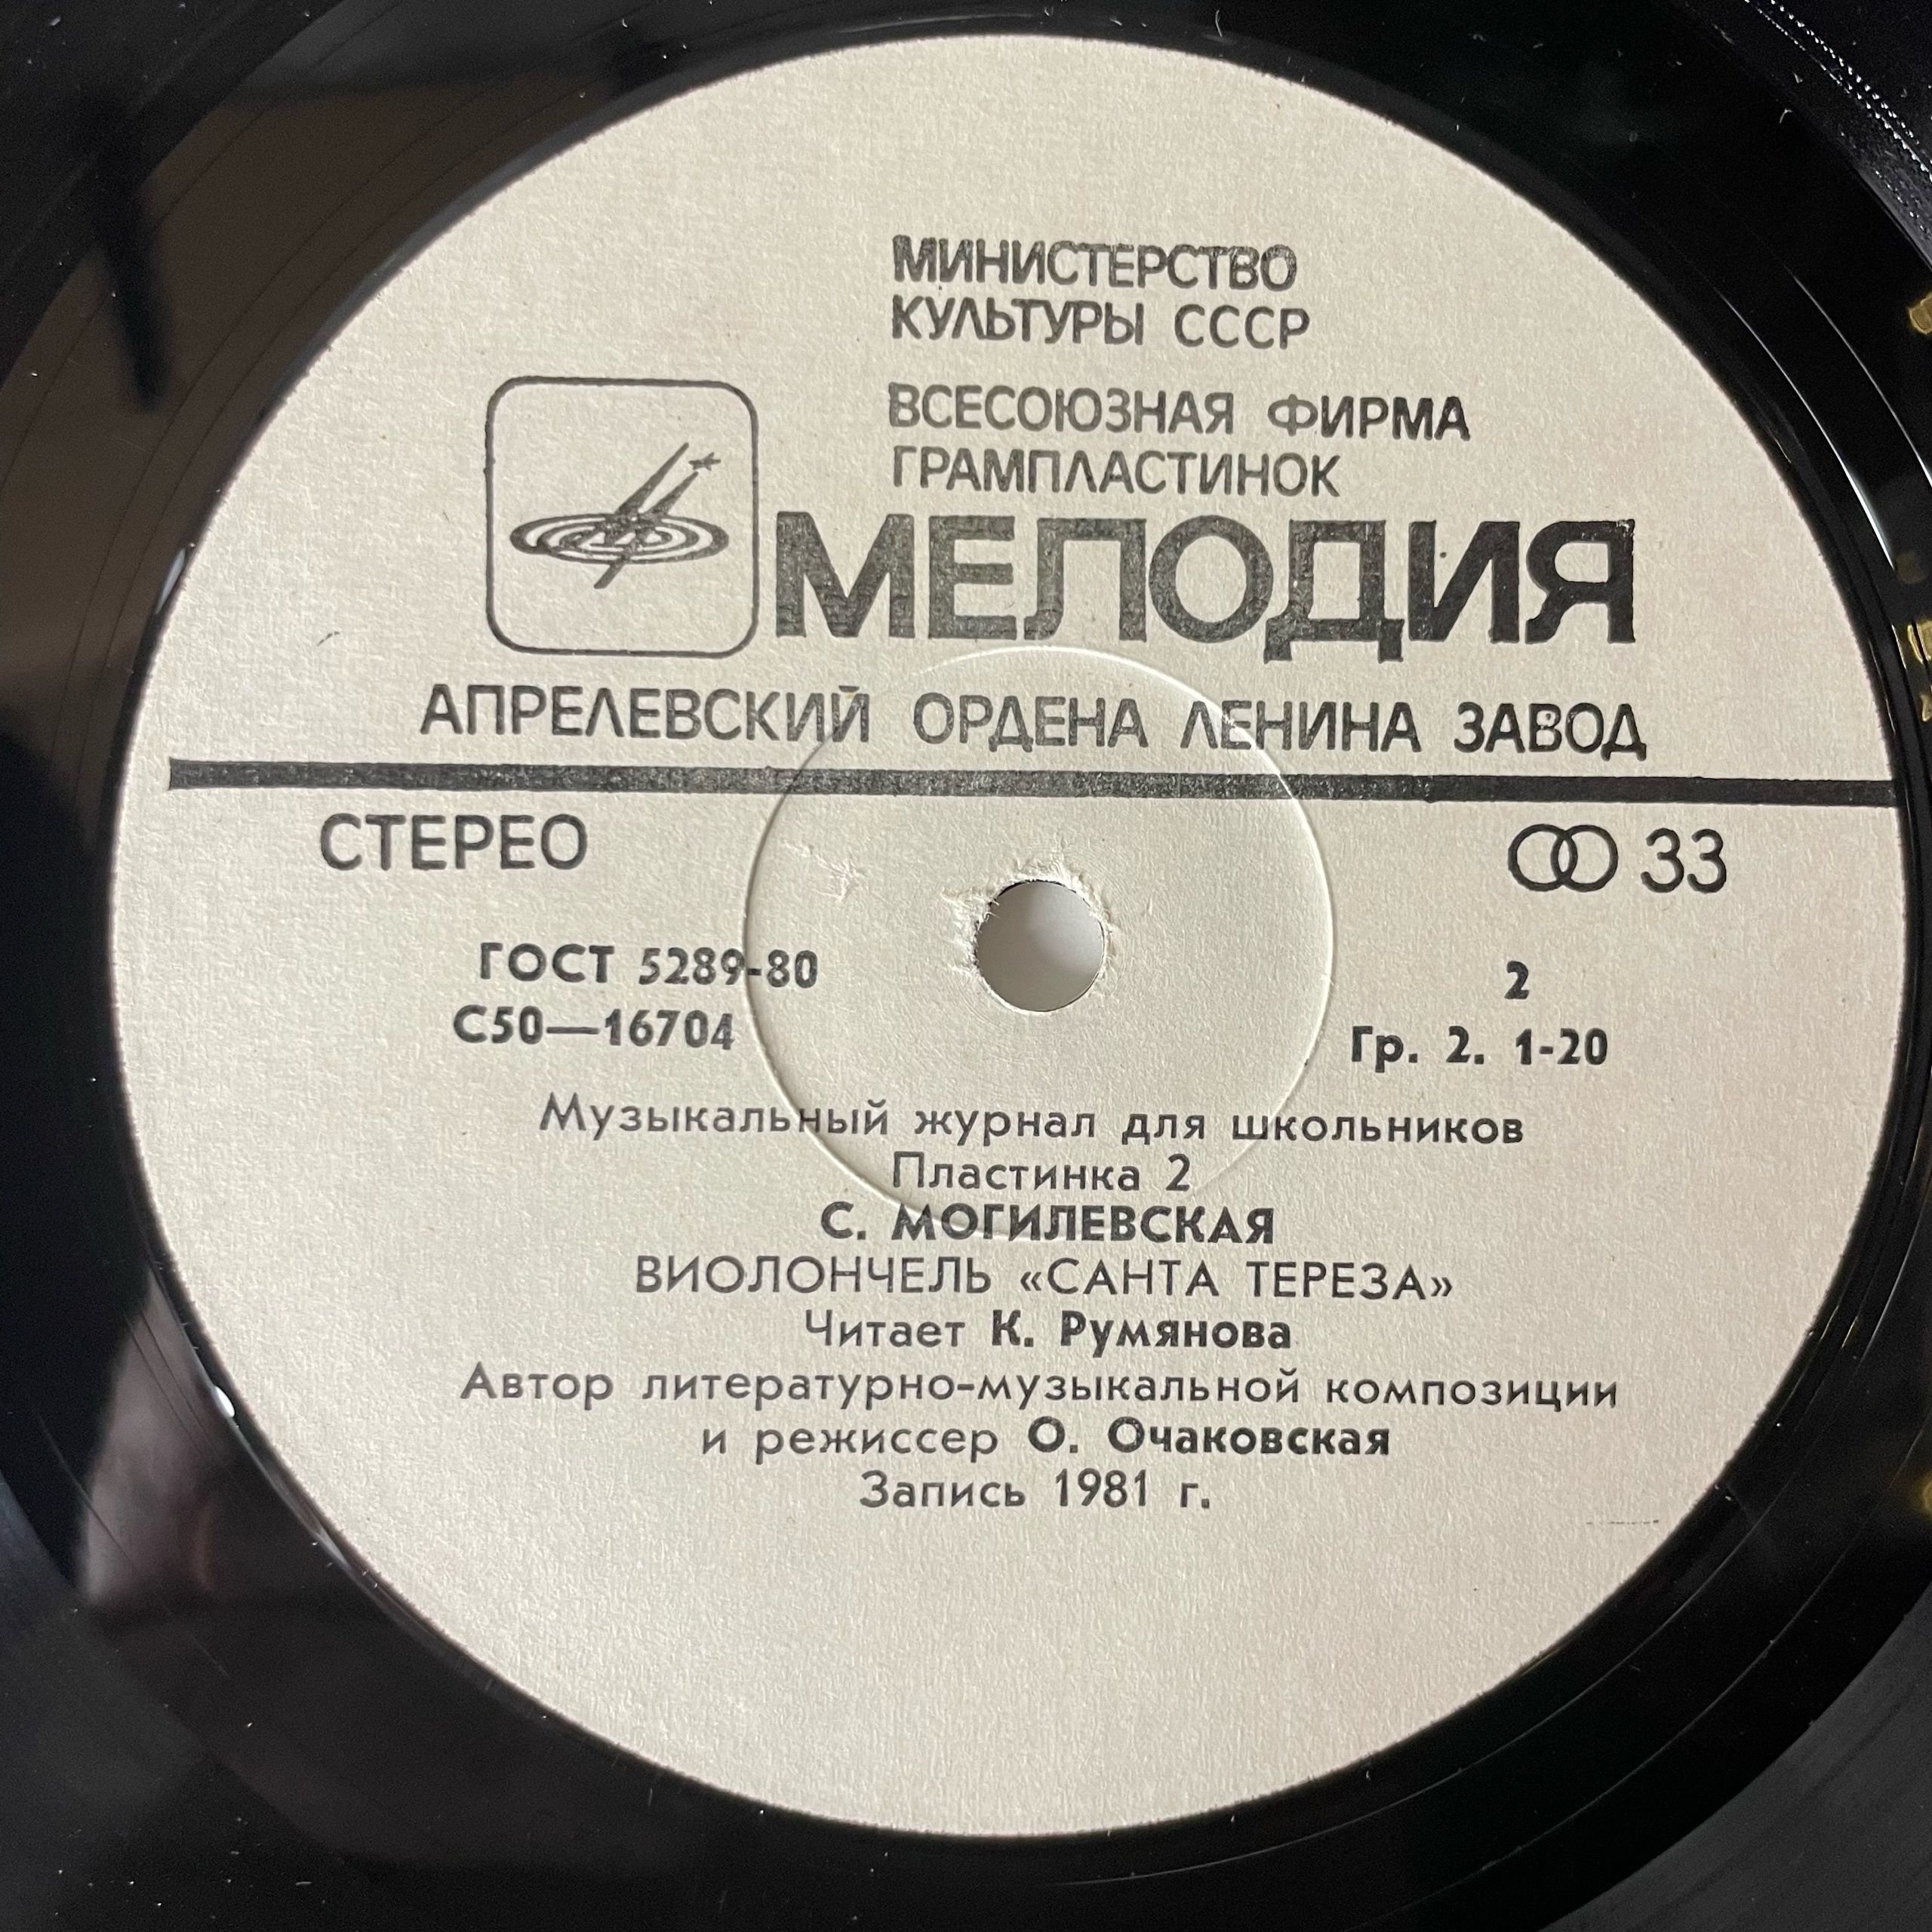 МИНИСТЕРСТВО
КУЛЬТУРЫ СССР
ВСЕСОЮЗНАЯ ФИРМА
ГРАМПЛАСТИНОК
МЕЛОДИЯ
АПРЕЛЕВСКИЙ ОРДЕНА ЛЕНИНА ЗАВОД
СТЕРЕО 33
ГОСТ 5289-80 2
С50—16704 Гр. 2. 1-20
Музыкальный журнал для школьников
Пластинка 2
С. МОГИЛЕВСКАЯ
ВИОЛОНЧЕЛЬ «САНТА ТЕРЕЗА»
Читает К. Румянова
Автор литературно-музыкальной композиции
и режиссер О. Очаковская
Запись 1981 г.